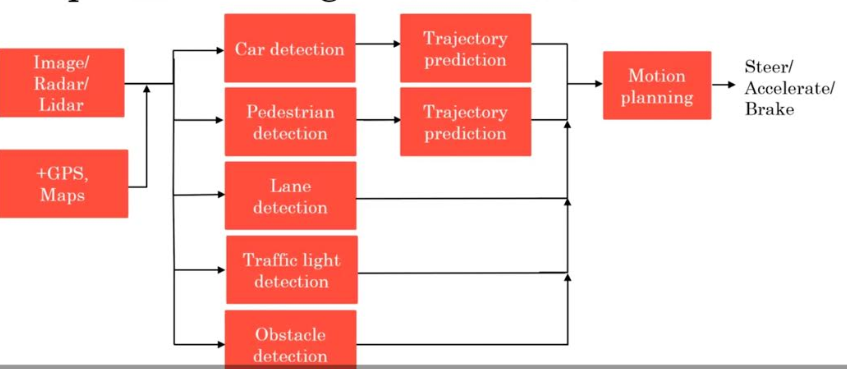 Image/
Radar/
Lidar
+GPS,
Maps
Car detection
Trajectory
prediction
Pedestrian
detection
Trajectory
prediction
Lane
detection
Traffic light
detection
Obstacle
detection
Motion
planning
Steer/
Accelerate/
Brake